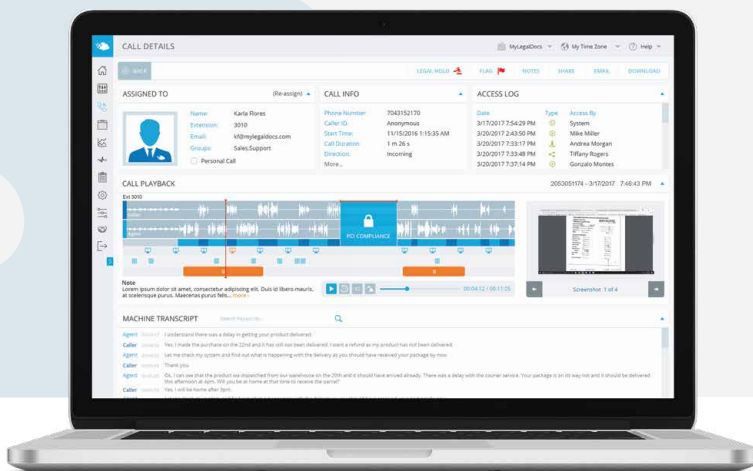 CALL DETAILS
MyLegalDocs
My Time Zone
Help
BACK
LEGAL HOLD
FLAG
NOTES
SHARE
EMAIL
DOWNLOAD
ASSIGNED TO
(Re-assign)
Name: Karla Flores
Extension: 3010
Email: kf@mylegaldocs.com
Groups: Sales,Support
Personal Call
CALL INFO
Phone Number: 7043152170
Caller ID: Anonymous
Start Time: 11/15/2016 1:15:35 AM
Call Duration: 1 m 26 s
Direction: Incoming
More...
ACCESS LOG
Date Type Access By
3/17/2017 7:54:29 PM System
3/20/2017 2:43:50 PM Mike Miller
3/20/2017 7:33:17 PM Andrea Morgan
3/20/2017 7:33:48 PM Tiffany Rogers
3/20/2017 7:37:14 PM Gonzalo Montes
CALL PLAYBACK
2053051174 - 3/17/2017 7:46:43 PM
Ext 3010
Caller
Agent
PCI COMPLIANCE
Note
Lorem ipsum dolor sit amet, consectetur adipiscing elit. Duis id libero mauris,
at scelerisque purus. Maecenas purus felis,... more
00:04:12 / 00:11:25
Screenshot 1 of 4
MACHINE TRANSCRIPT
Search keywords...
Agent I understand there was a delay in getting your product delivered.
Caller Yes, I made the purchase on the 22nd and it has still not been delivered. I want a refund as my product has not been delivered.
Agent Let me check my system and find out what is happening with the delivery as you should have received your package by now.
Caller Thank you.
Agent Ok, I can see that the product we dispatched from our warehouse on the 20th and it should have arrived already. There was a delay with the courier service. Your package is on its way not and it should be delivered
this afternoon at 4pm. Will you be at home at that time to receive the parcel?
Caller Yes, I will be home after 3pm.